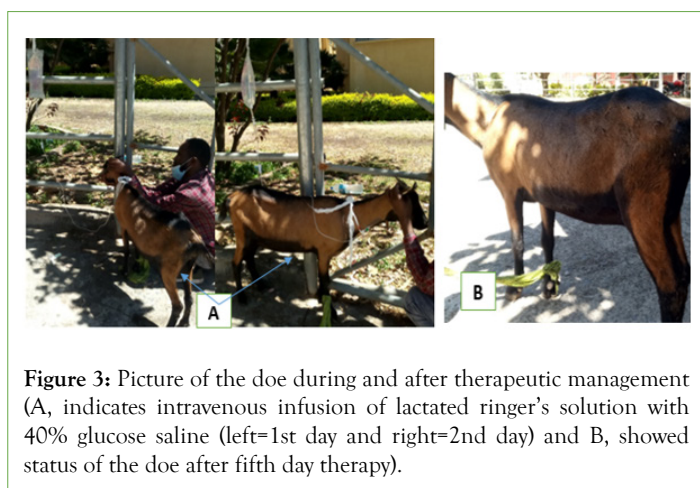 A
B
Figure 3: Picture of the doe during and after therapeutic management
(A, indicates intravenous infusion of lactated ringer's solution with
40% glucose saline (left=1st day and right=2nd day) and B, showed
status of the doe after fifth day therapy).